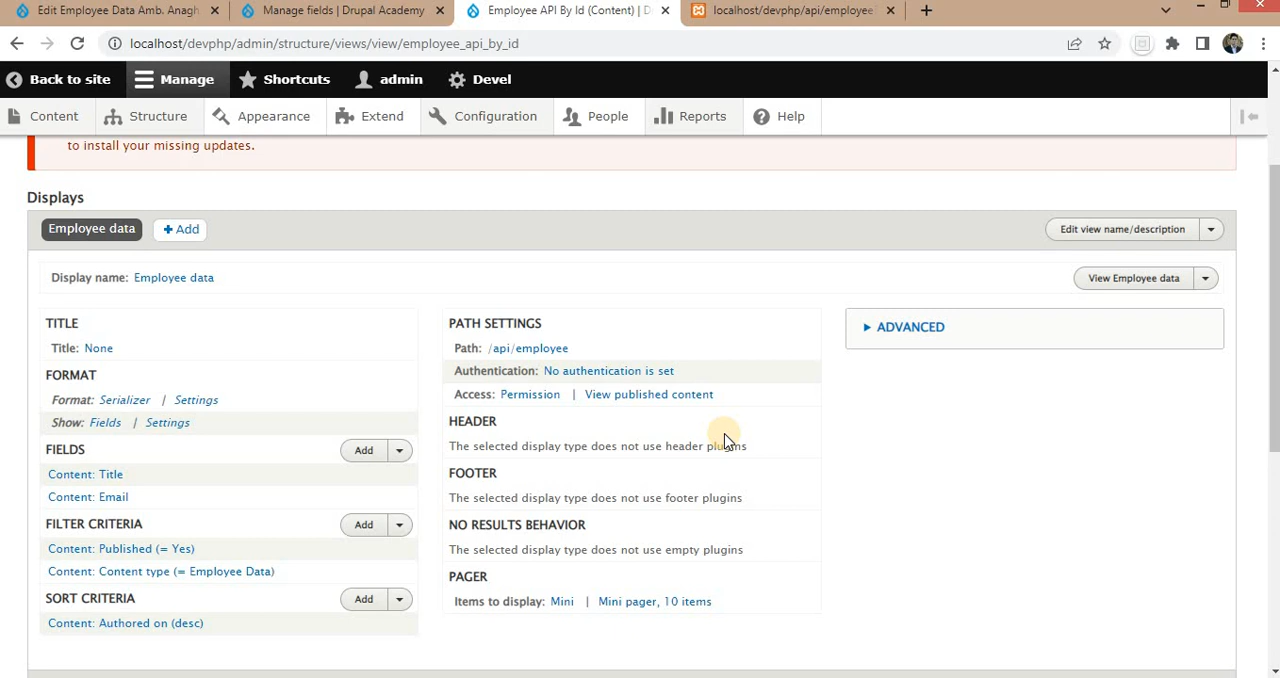 Edit Employee Data Amb. Anagh
Manage fields | Drupal Academy
Employee API By Id (Content) | D
localhost/devphp/api/employee
localhost/devphp/admin/structure/views/view/employee_api_by_id
Back to site
Manage
Shortcuts
admin
Devel
Content
Structure
Appearance
Extend
Configuration
People
Reports
Help
to install your missing updates.
Displays
Employee data
+ Add
Edit view name/description
Display name: Employee data
View Employee data
TITLE
Title: None
FORMAT
Format: Serializer | Settings
Show: Fields | Settings
FIELDS
Add
Content: Title
Content: Email
FILTER CRITERIA
Add
Content: Published (= Yes)
Content: Content type (= Employee Data)
SORT CRITERIA
Add
Content: Authored on (desc)
PATH SETTINGS
Path: /api/employee
Authentication: No authentication is set
Access: Permission | View published content
HEADER
The selected display type does not use header plugins
FOOTER
The selected display type does not use footer plugins
NO RESULTS BEHAVIOR
The selected display type does not use empty plugins
PAGER
Items to display: Mini | Mini pager, 10 items
ADVANCED